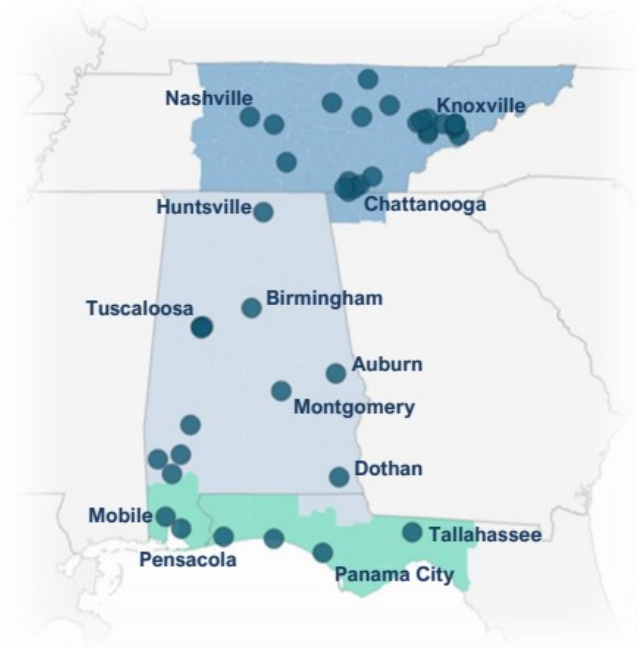 Nashville
Knoxville
Chattanooga
Huntsville
Birmingham
Tuscaloosa
Auburn
Montgomery
Dothan
Mobile
Tallahassee
Pensacola
Panama City